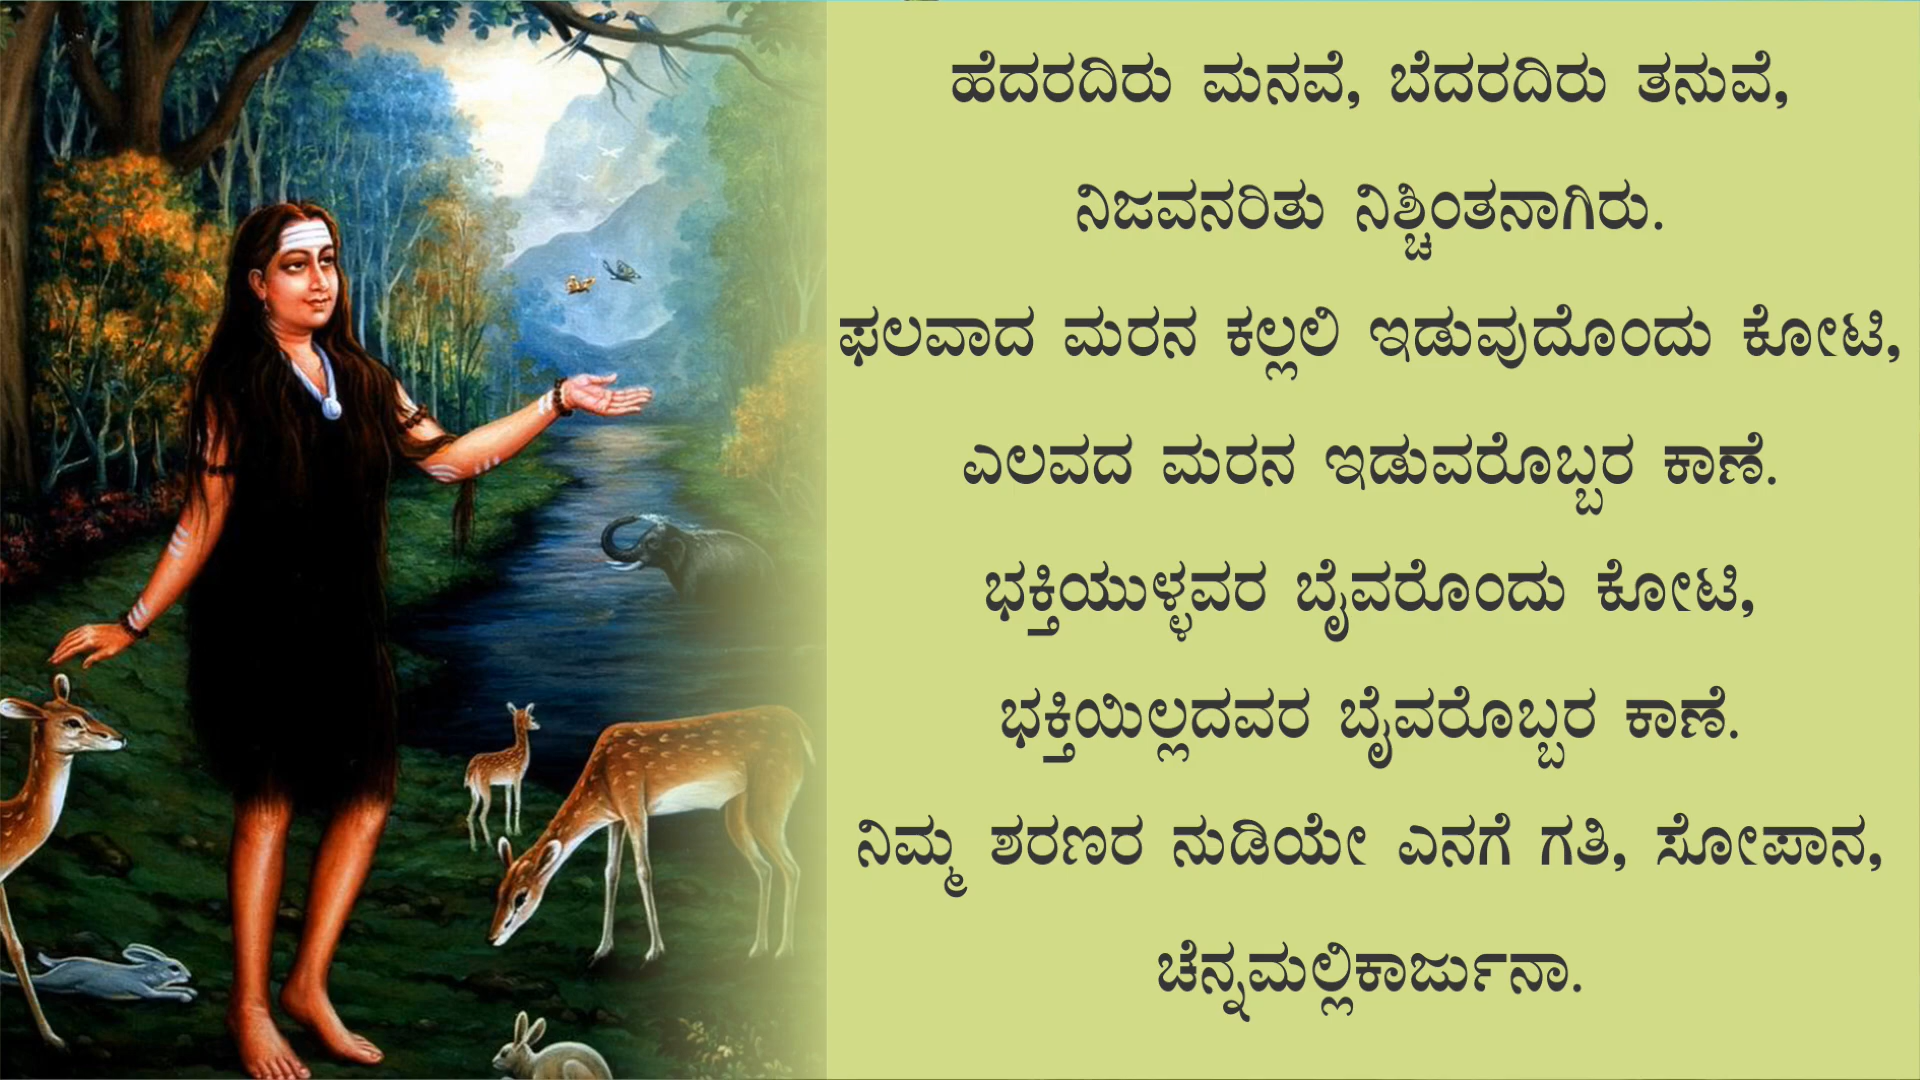 ಹೆದರದಿರು ಮನವೆ, ಬೆದರದಿರು ತನುವೆ,
ನಿಜವನರಿತು ನಿಶ್ಚಿಂತನಾಗಿರು.
ಫಲವಾದ ಮರನ ಕಲ್ಲಲಿ ಇಡುವುದೊಂದು ಕೋಟಿ,
ಎಲವದ ಮರನ ಇಡುವರೊಬ್ಬರ ಕಾಣೆ.
ಭಕ್ತಿಯುಳ್ಳವರ ಬೈವರೊಂದು ಕೋಟಿ,
ಭಕ್ತಿಯಿಲ್ಲದವರ ಬೈವರೊಬ್ಬರ ಕಾಣೆ.
ನಿಮ್ಮ ಶರಣರ ನುಡಿಯೇ ಎನಗೆ ಗತಿ, ಸೋಪಾನ,
ಚೆನ್ನಮಲ್ಲಿಕಾರ್ಜುನಾ.